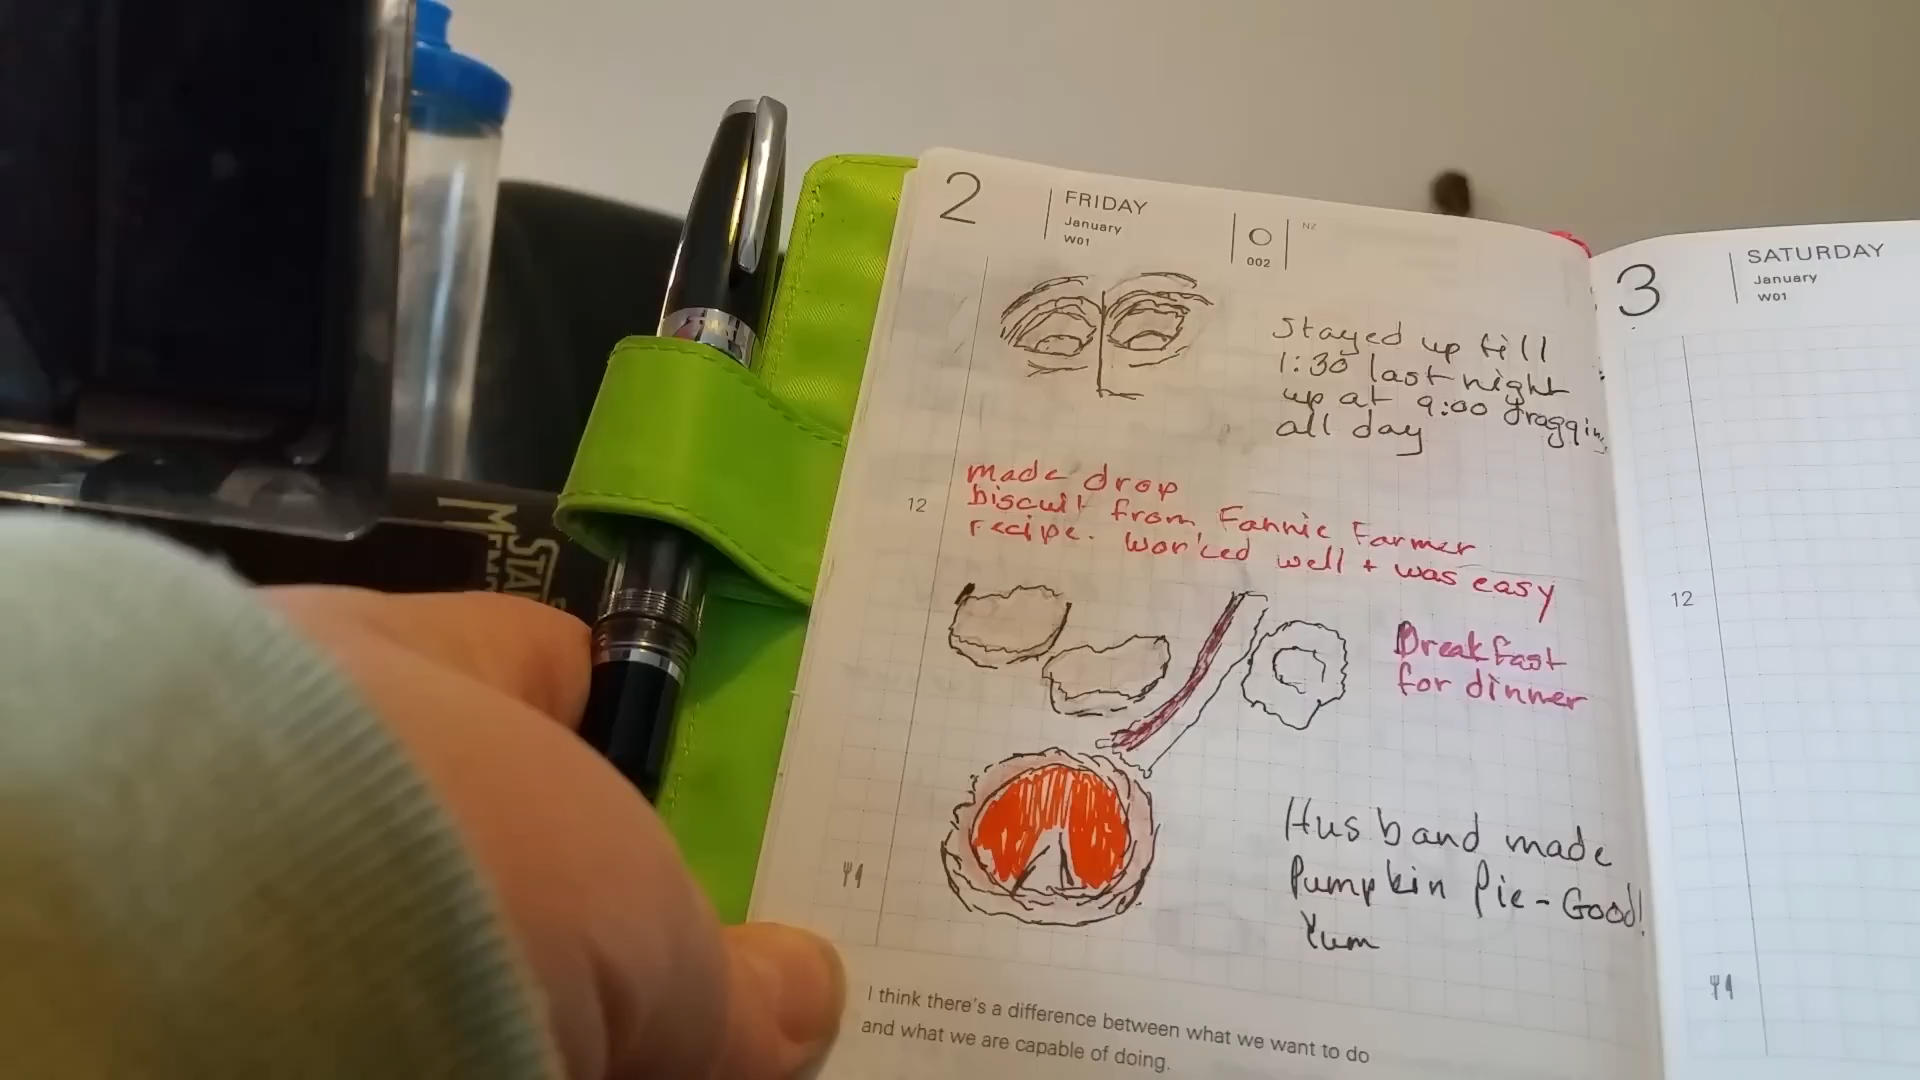 2
FRIDAY
January
W01
002
NZ
Stayed up till
1:30 last night
up at 9:00 dragging
all day
made drop
biscuit from Fannie Farmer
recipe. Worked well + was easy
12
Breakfast
for dinner
Husband made
Pumpkin Pie - Good!
Yum
I think there's a difference between what we want to do
and what we are capable of doing.
3
SATURDAY
January
W01
12